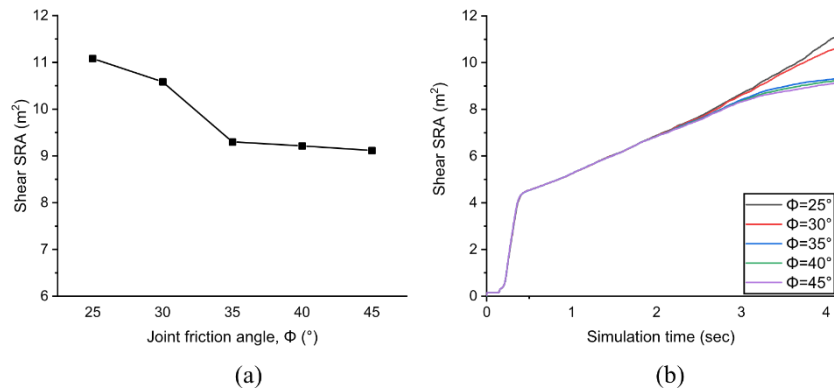 12
11
10
9
8
7
6
Shear SRA (m²)
25 30 35 40 45
Joint friction angle, Φ (°)
(a)
12
10
8
6
4
2
0
Shear SRA (m²)
0 1 2 3 4
Simulation time (sec)
Φ=25°
Φ=30°
Φ=35°
Φ=40°
Φ=45°
(b)